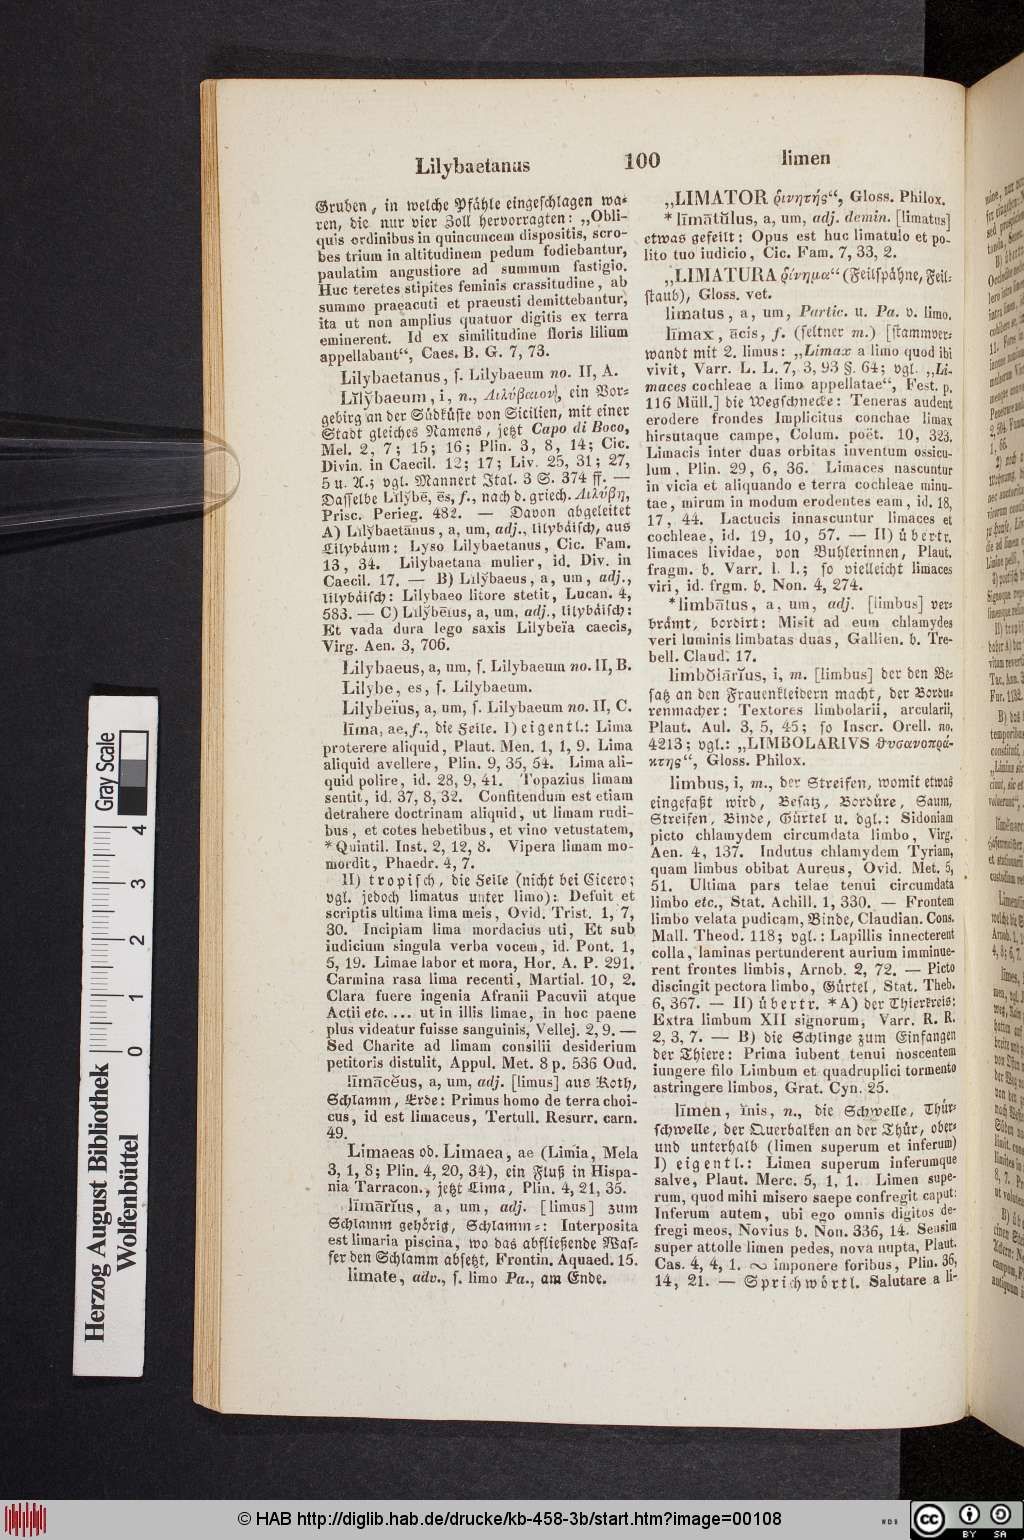 Lilybaetanus 100 limen
Gruben, in welche Pfähle eingeschlagen wa-
ren, die nur vier Zoll hervorragten: „Obli-
quis ordinibus in quincuncem dispositis, scro-
bes trium in altitudinem pedum fodiebantur,
paulatim angustiore ad summum fastigio.
Huc teretes stipites feminis crassitudine, ab
summo praeacuti et praeusti demittebantur,
ita ut non amplius quatuor digitis ex terra
eminerent. Id ex similitudine floris lilium
appellabant“, Caes. B. G. 7, 73.
Lilybaetanus, s. Lilybaeum no. II, A.
Lĭlȳbaeum, i, n., Λιλύβαιον, ein Vor-
gebirg an der Südküste von Sicilien, mit einer
Stadt gleiches Namens, jetzt Capo di Boco,
Mel. 2, 7; 15; 16; Plin. 3, 8, 14; Cic.
Divin. in Caecil. 12; 17; Liv. 25, 31; 27,
5 u. A.; vgl. Mannert Ital. 3 S. 374 ff. —
Dasselbe Lilȳbē, ēs, f., nach d. griech. Λιλύβη,
Prisc. Perieg. 482. — Davon abgeleitet
A) Lilȳbaetānus, a, um, adj., lilybäisch, aus
Lilybäum: Lyso Lilybaetanus, Cic. Fam.
13, 34. Lilybaetana mulier, id. Div. in
Caecil. 17. — B) Lilȳbaeus, a, um, adj.,
lilybäisch: Lilybaeo litore stetit, Lucan. 4,
583. — C) Lilȳbēïus, a, um, adj., lilybäisch:
Et vada dura lego saxis Lilybeïa caecis,
Virg. Aen. 3, 706.
Lilybaeus, a, um, s. Lilybaeum no. II, B.
Lilybe, es, s. Lilybaeum.
Lilybeïus, a, um, s. Lilybaeum no. II, C.
līma, ae, f., die Feile. I) eigentl.: Lima
proterere aliquid, Plaut. Men. 1, 1, 9. Lima
aliquid avellere, Plin. 9, 35, 54. Lima ali-
quid polire, id. 28, 9, 41. Topazius limam
sentit, id. 37, 8, 32. Confitendum est etiam
detrahere doctrinam aliquid, ut limam rudi-
bus, et cotes hebetibus, et vino vetustatem,
*Quintil. Inst. 2, 12, 8. Vipera limam mo-
mordit, Phaedr. 4, 7.
II) tropisch, die Feile (nicht bei Cicero;
vgl. jedoch limatus unter limo): Defuit et
scriptis ultima lima meis, Ovid. Trist. 1, 7,
30. Incipiam lima mordacius uti, Et sub
iudicium singula verba vocem, id. Pont. 1,
5, 19. Limae labor et mora, Hor. A. P. 291.
Carmina rasa lima recenti, Martial. 10, 2.
Clara fuere ingenia Afranii Pacuvii atque
Actii etc. ... ut in illis limae, in hoc paene
plus videatur fuisse sanguinis, Vellej. 2, 9. —
Sed Charite ad limam consilii desiderium
petitoris distulit, Appul. Met. 8 p. 536 Oud.
līmācĕus, a, um, adj. [limus] aus Koth,
Schlamm, Erde: Primus homo de terra choi-
cus, id est limaceus, Tertull. Resurr. carn.
49.
Limaeas od. Limaea, ae (Limia, Mela
3, 1, 8; Plin. 4, 20, 34), ein Fluß in Hispa-
nia Tarracon., jetzt Lima, Plin. 4, 21, 35.
līmārĭus, a, um, adj. [limus] zum
Schlamm gehörig, Schlamm-: Interposita
est limaria piscina, wo das abfließende Was-
ser den Schlamm absetzt, Frontin. Aquaed. 15.
limate, adv., s. limo Pa., am Ende.
„LIMATOR ῥινητής“, Gloss. Philox.
*līmātŭlus, a, um, adj. demin. [limatus]
etwas gefeilt: Opus est huc limatulo et po-
lito tuo iudicio, Cic. Fam. 7, 33, 2.
„LIMATURA ῥίνημα“ (Feilspähne, Feil-
staub), Gloss. vet.
limatus, a, um, Partic. u. Pa. v. limo.
līmax, ācis, f. (seltner m.) [stammver-
wandt mit 2. limus: „Limax a limo quod ibi
vivit, Varr. L. L. 7, 3, 93 §. 64; vgl. „Li-
maces cochleae a limo appellatae“, Fest. p.
116 Müll.] die Wegschnecke: Teneras audent
erodere frondes Implicitus conchae limax
hirsutaque campe, Colum. poët. 10, 323.
Limacis inter duas orbitas inventum ossicu-
lum, Plin. 29, 6, 36. Limaces nascuntur
in vicia et aliquando e terra cochleae minu-
tae, mirum in modum erodentes eam, id. 18,
17, 44. Lactucis innascuntur limaces et
cochleae, id. 19, 10, 57. — II) übertr.
limaces lividae, von Buhlerinnen, Plaut.
fragm. b. Varr. l. l.; so vielleicht limaces
viri, id. frgm. b. Non. 4, 274.
*limbātus, a, um, adj. [limbus] ver-
brämt, bordirt: Misit ad eum chlamydes
veri luminis limbatas duas, Gallien. b. Tre-
bell. Claud. 17.
limbŏlārĭus, i, m. [limbus] der den Be-
satz an den Frauenkleidern macht, der Bordu-
renmacher: Textores limbolarii, arcularii,
Plaut. Aul. 3, 5, 45; so Inscr. Orell. no.
4213; vgl.: „LIMBOLARIVS θυσανοπρά-
κτης“, Gloss. Philox.
limbus, i, m., der Streifen, womit etwas
eingefaßt wird, Besatz, Bordüre, Saum,
Streifen, Binde, Gürtel u. dgl.: Sidoniam
picto chlamydem circumdata limbo, Virg.
Aen. 4, 137. Indutus chlamydem Tyriam,
quam limbus obibat Aureus, Ovid. Met. 5,
51. Ultima pars telae tenui circumdata
limbo etc., Stat. Achill. 1, 330. — Frontem
limbo velata pudicam, Binde, Claudian. Cons.
Mall. Theod. 118; vgl.: Lapillis innecterent
colla, laminas pertunderent aurium imminue-
rent frontes limbis, Arnob. 2, 72. — Picto
discingit pectora limbo, Gürtel, Stat. Theb.
6, 367. — II) übertr. *A) der Thierkreis:
Extra limbum XII signorum, Varr. R. R.
2, 3, 7. — B) die Schlinge zum Einfangen
der Thiere: Prima iubent tenui noscentem
iungere filo Limbum et quadruplici tormento
astringere limbos, Grat. Cyn. 25.
līmen, ĭnis, n., die Schwelle, Thür-
schwelle, der Querbalken an der Thür, ober-
und unterhalb (limen superum et inferum)
I) eigentl.: Limen superum inferumque
salve, Plaut. Merc. 5, 1, 1. Limen supe-
rum, quod mihi misero saepe confregit caput:
Inferum autem, ubi ego omnis digitos de-
fregi meos, Novius b. Non. 336, 14. Sensim
super attolle limen pedes, nova nupta, Plaut.
Cas. 4, 4, 1. ∾ imponere foribus, Plin. 36,
14, 21. — Sprichwörtl. Salutare a li-
Gray Scale
0 1 2 3 4
Herzog August Bibliothek
Wolfenbüttel
© HAB http://diglib.hab.de/drucke/kb-458-3b/start.htm?image=00108
WDB
cc BY SA